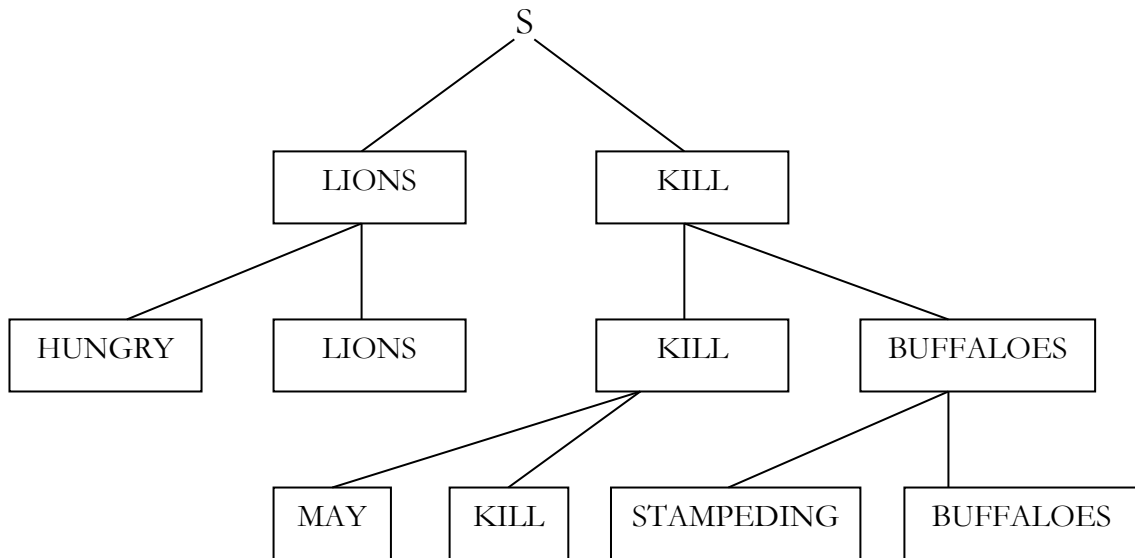 S
LIONS KILL
HUNGRY LIONS KILL BUFFALOES
MAY KILL STAMPEDING BUFFALOES